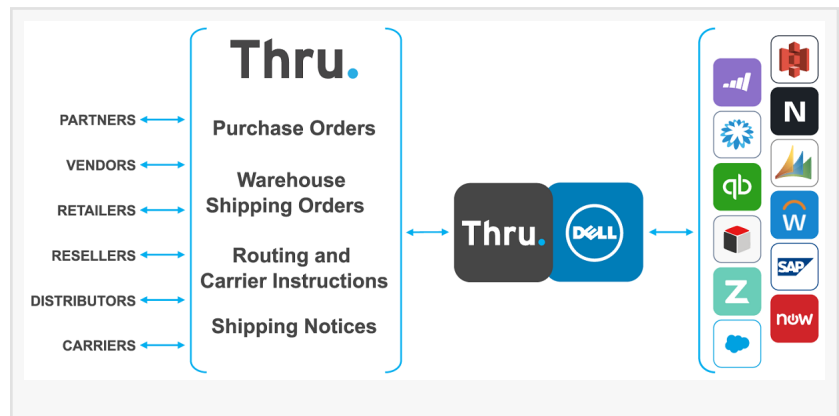 Thru.
PARTNERS
VENDORS
RETAILERS
RESELLERS
DISTRIBUTORS
CARRIERS
Purchase Orders
Warehouse
Shipping Orders
Routing and
Carrier Instructions
Shipping Notices
Thru.
DELL
qb
Z
N
w
SAP
now